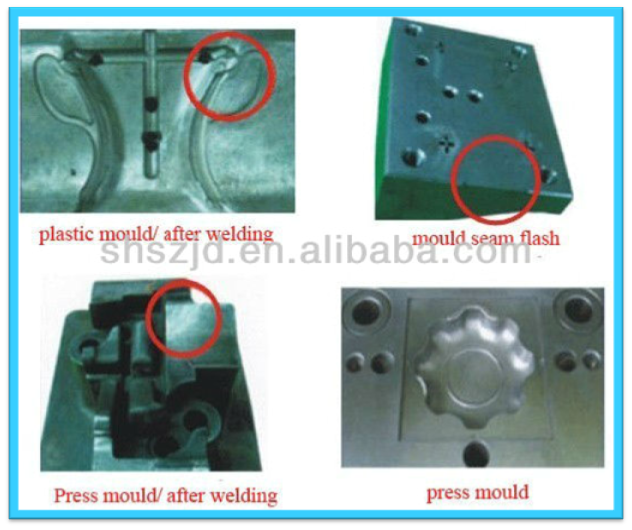 plastic mould/ after welding
mould seam flash
shszjd.en.alibaba.com
Press mould/ after welding
press mould